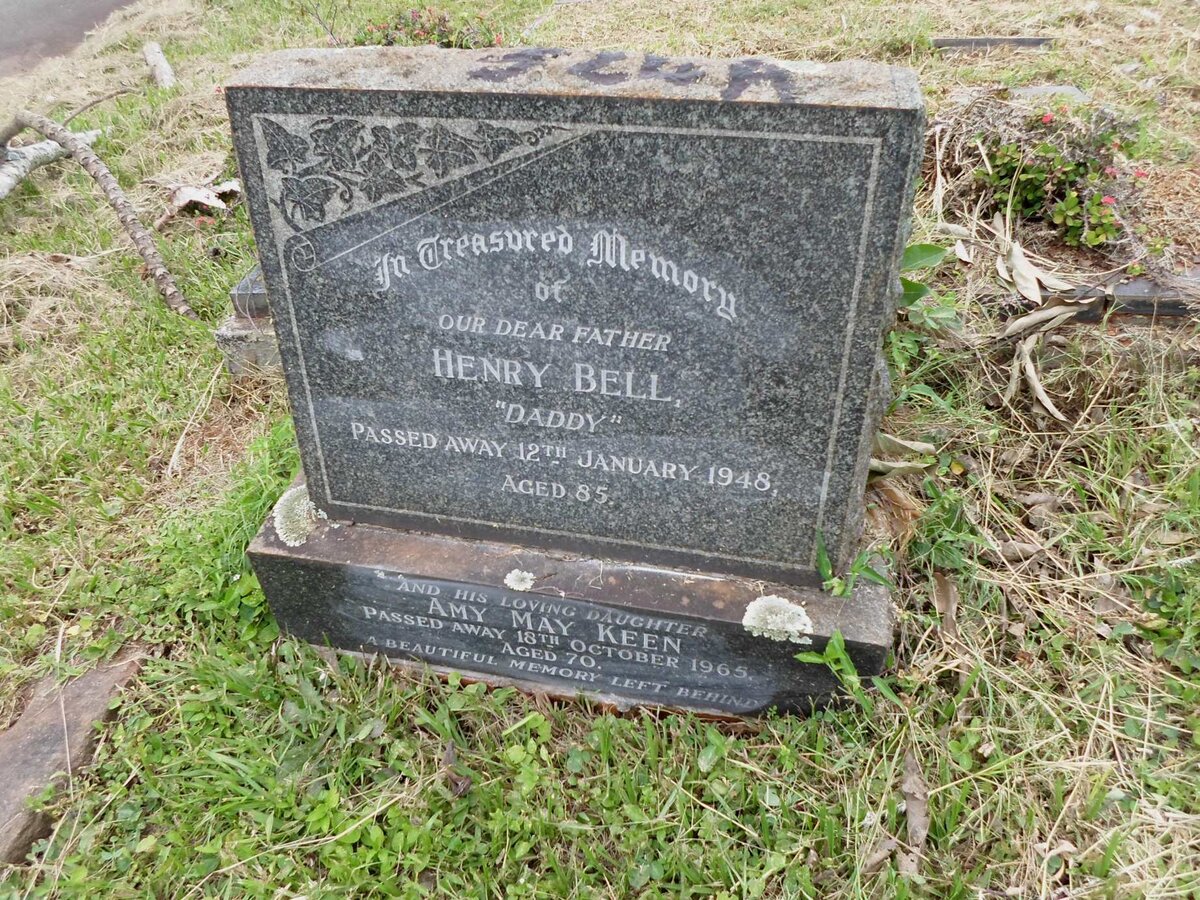 In Treasured Memory
of
OUR DEAR FATHER
HENRY BELL,
"DADDY"
PASSED AWAY 12TH JANUARY 1948,
AGED 85.
AND HIS LOVING DAUGHTER
AMY MAY KEEN
PASSED AWAY 18TH OCTOBER 1965,
AGED 70.
A BEAUTIFUL MEMORY LEFT BEHIND